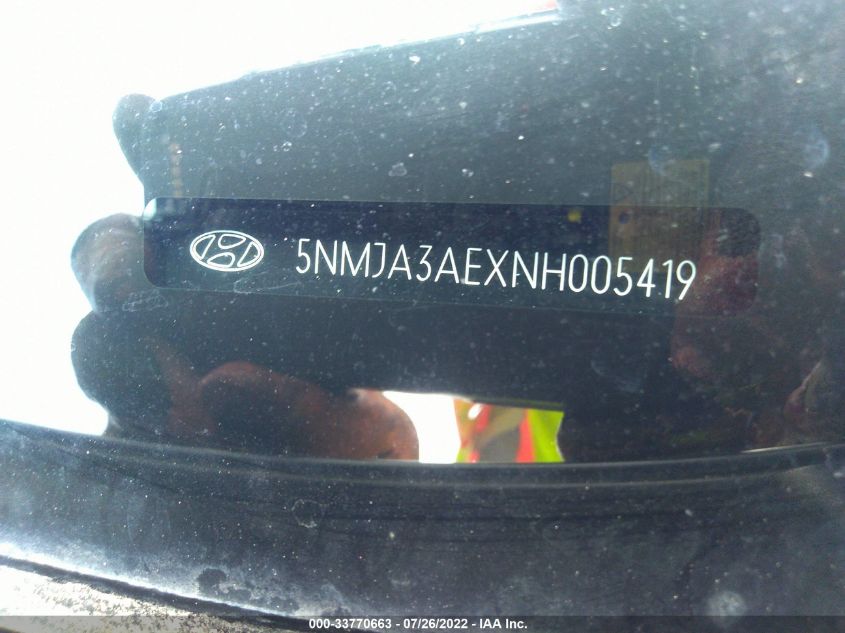 5NMJA3AEXNH005419
000-33770663 - 07/26/2022 - IAA Inc.